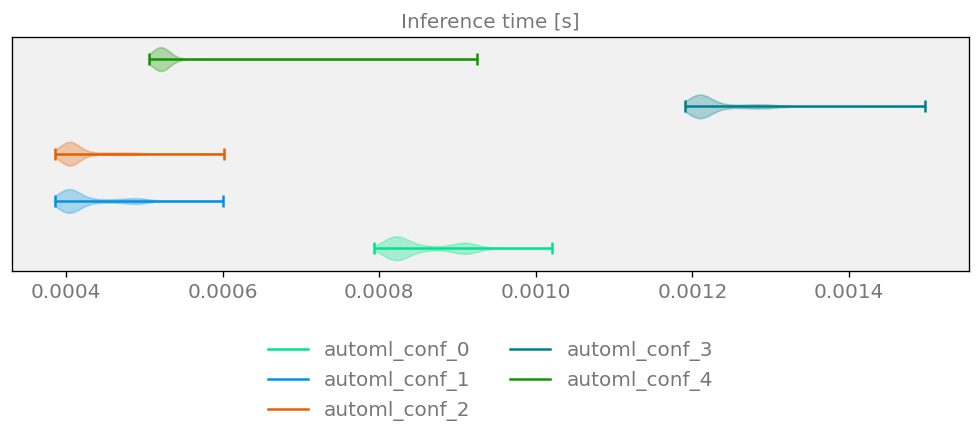 Inference time [s]
0.0004 0.0006 0.0008 0.0010 0.0012 0.0014
automl_conf_0 automl_conf_3
automl_conf_1 automl_conf_4
automl_conf_2